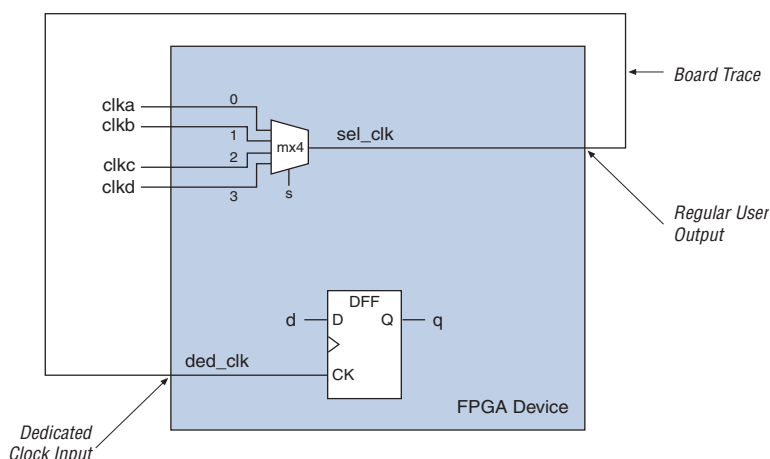 Board Trace
clka
0
clkb
1
sel_clk
mx4
clkc
2
clkd
3
s
Regular User
Output
DFF
d
D
Q
q
ded_clk
CK
FPGA Device
Dedicated
Clock Input